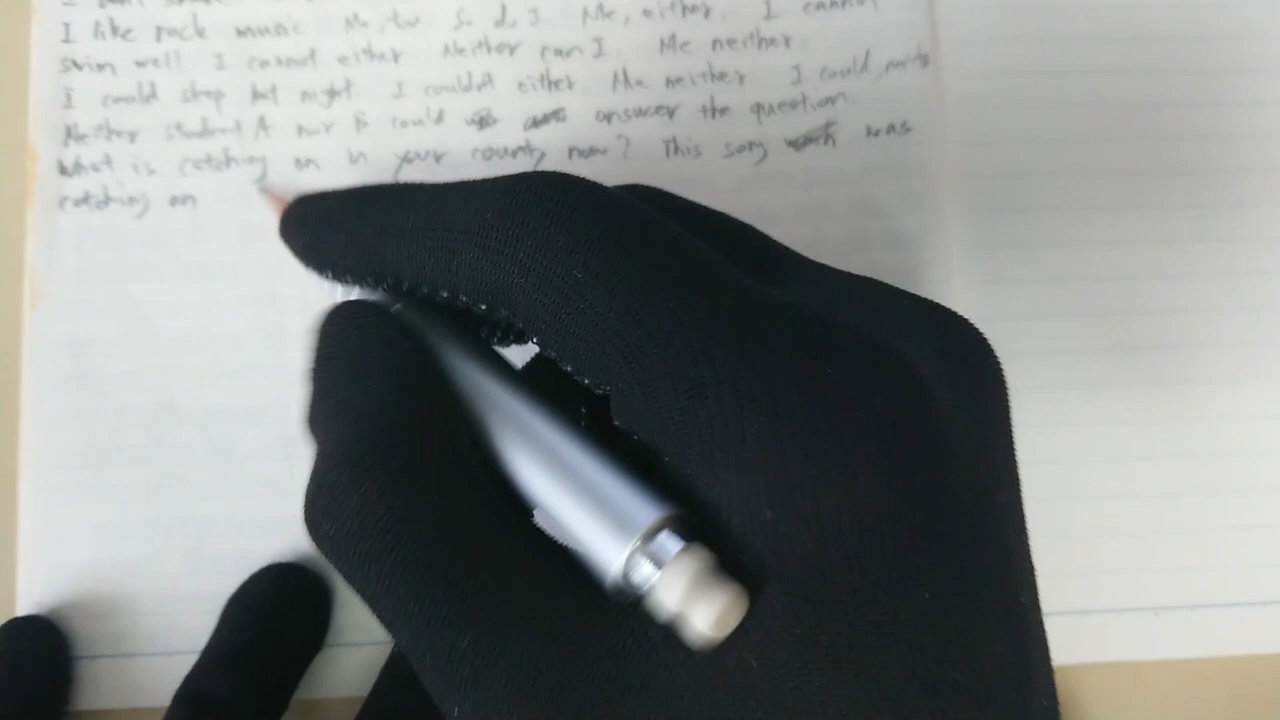 I like rock music Me, too So do I Me, either. I cannot
swim well I cannot either Neither can I. Me neither
I could sleep last night I couldn't either Me neither I could
Neither student A nor B could answer the question.
What is catching on in your county now? This song was
catching on